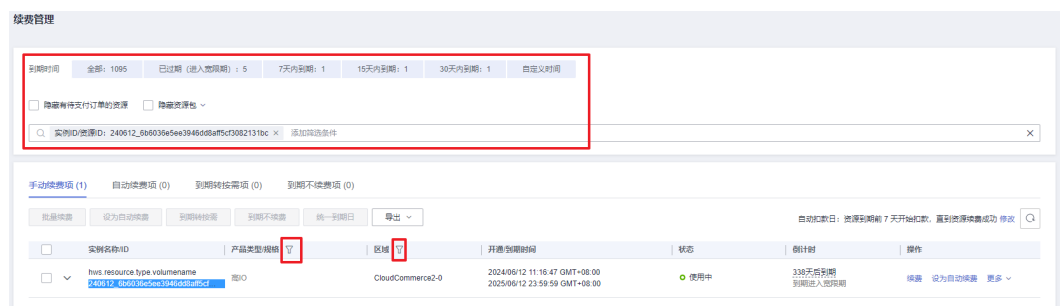 续费管理
到期时间 全部：1095 已过期（进入宽限期）：5 7天内到期：1 15天内到期：1 30天内到期：1 自定义时间
隐藏有待支付订单的资源 隐藏资源包
实例ID/资源ID：240612_6b6036e5ee3946dd8aff5cf3082131bc × 添加筛选条件 ×
手动续费项 (1) 自动续费项 (0) 到期转按需项 (0) 到期不续费项 (0)
批量续费 设为自动续费 到期转按需 到期不续费 统一到期日 导出 自动扣款日：资源到期前 7 天开始扣款，直到资源续费成功 修改
实例名称/ID 产品类型/规格 区域 开通/到期时间 状态 倒计时 操作
hws.resource.type.volumename 高IO CloudCommerce2-0 2024/06/12 11:16:47 GMT+08:00 使用中 338天后到期 续费 设为自动续费 更多
240612_6b6036e5ee3946dd8aff5cf... 2025/06/12 23:59:59 GMT+08:00 到期进入宽限期